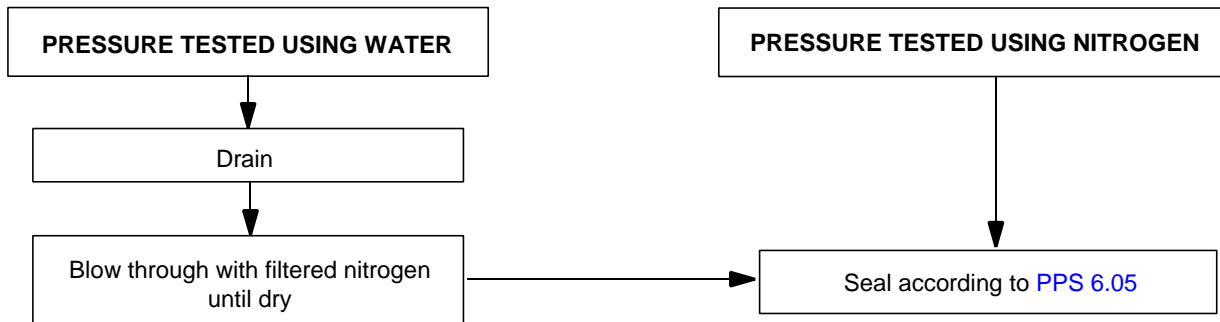 PRESSURE TESTED USING WATER
PRESSURE TESTED USING NITROGEN
Drain
Blow through with filtered nitrogen
until dry
Seal according to PPS 6.05